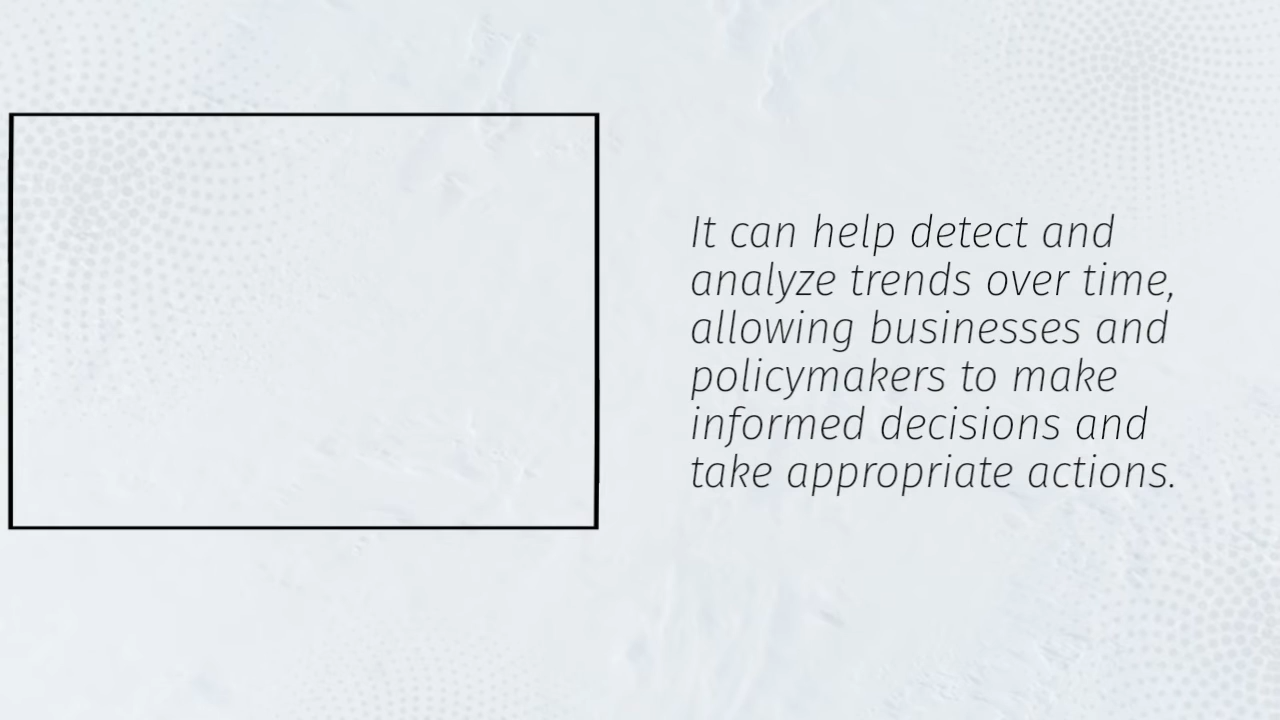 It can help detect and
analyze trends over time,
allowing businesses and
policymakers to make
informed decisions and
take appropriate actions.